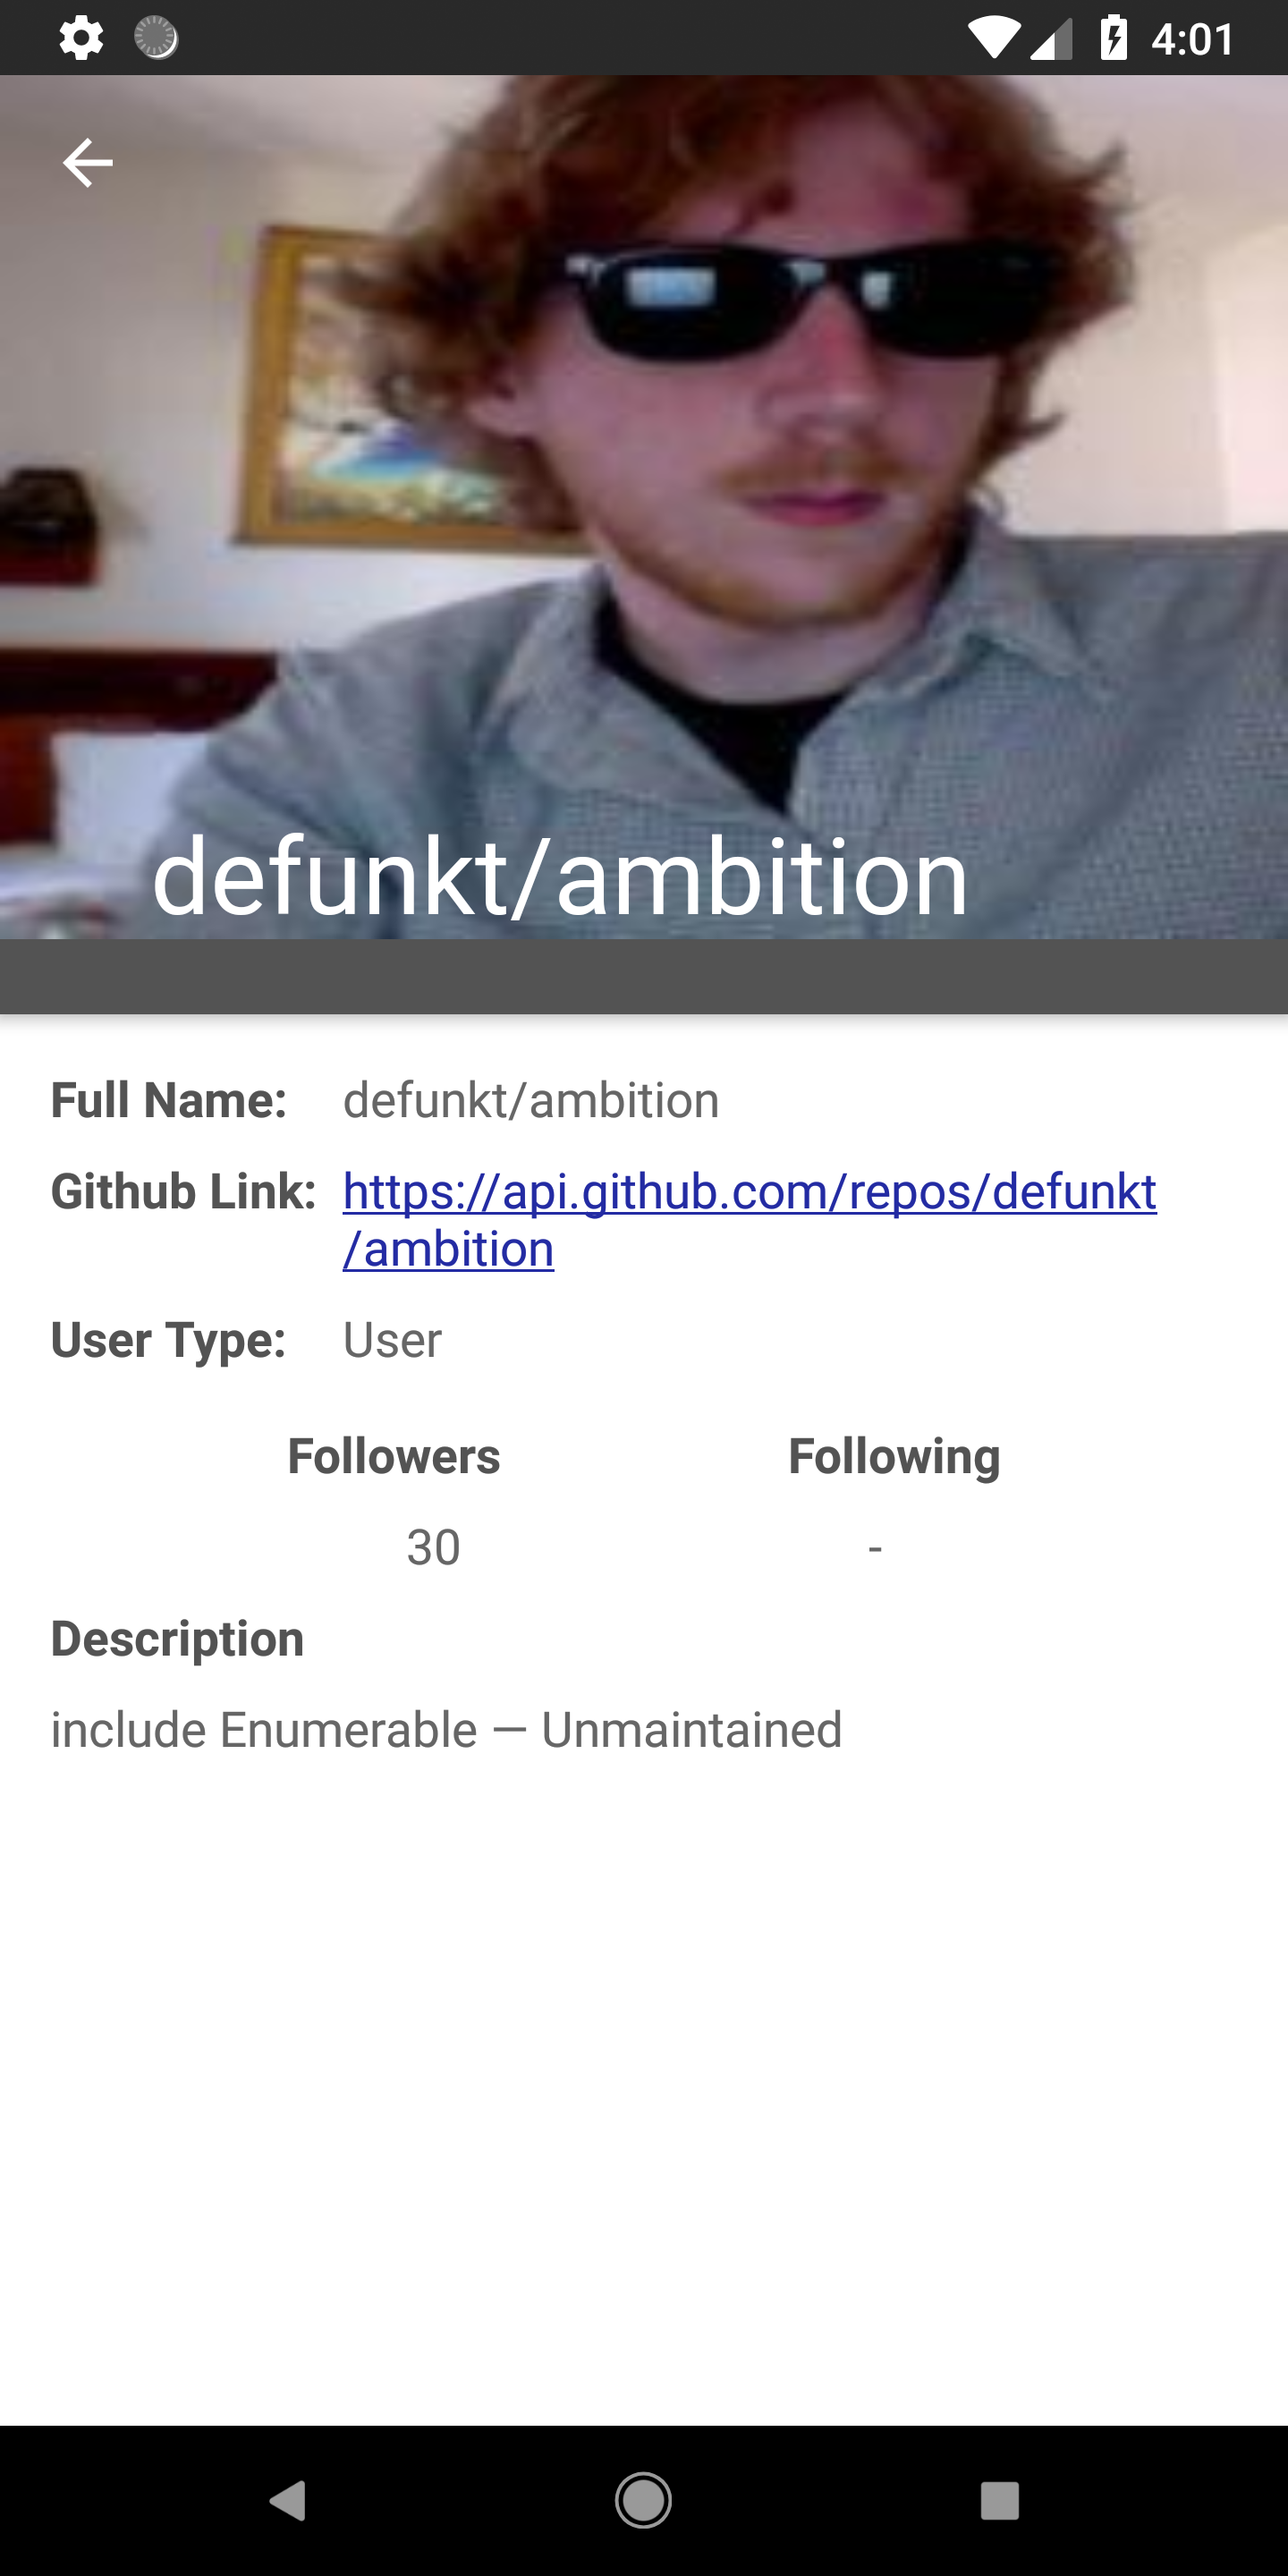 4:01
defunkt/ambition
Full Name: defunkt/ambition
Github Link: https://api.github.com/repos/defunkt
/ambition
User Type: User
Followers Following
30 -
Description
include Enumerable — Unmaintained